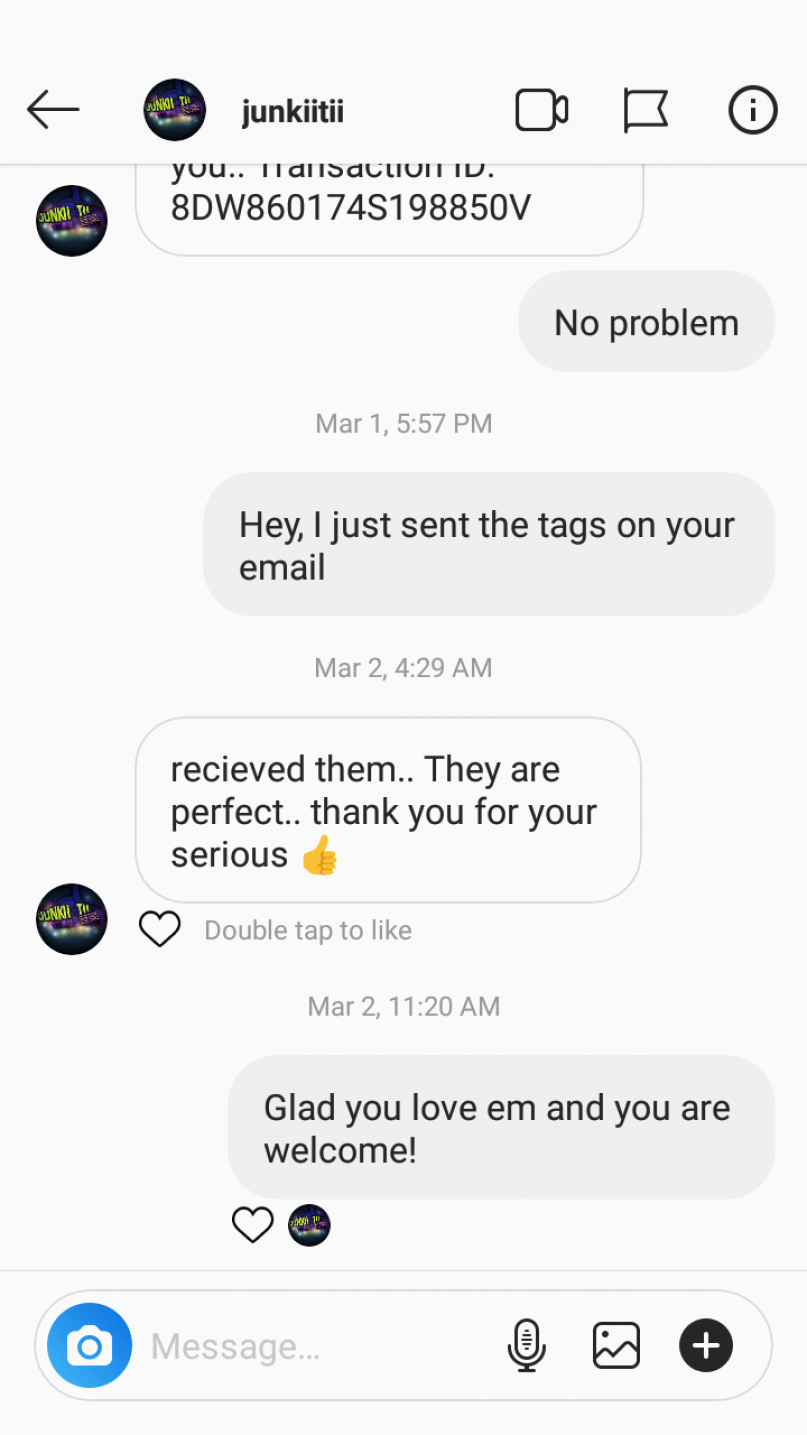 junkiitii
you.. Transaction ID:
8DW860174S198850V
No problem
Mar 1, 5:57 PM
Hey, I just sent the tags on your
email
Mar 2, 4:29 AM
recieved them.. They are
perfect.. thank you for your
serious 👍
Double tap to like
Mar 2, 11:20 AM
Glad you love em and you are
welcome!
Message…